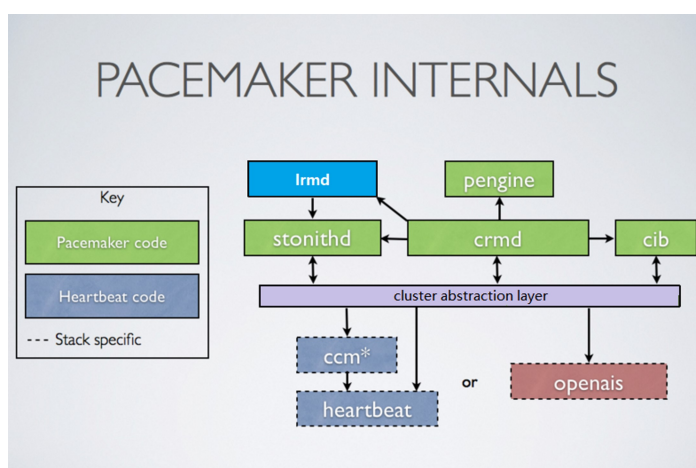 PACEMAKER INTERNALS
Key
Pacemaker code
Heartbeat code
--- Stack specific
lrmd
pengine
stonithd
crmd
cib
cluster abstraction layer
ccm*
heartbeat
or
openais